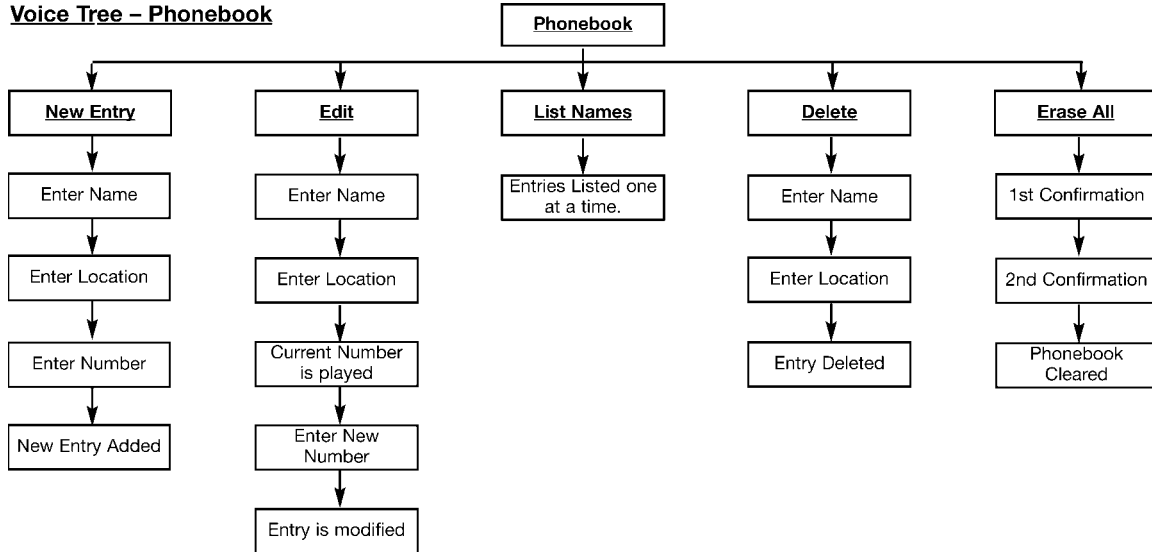 Voice Tree – Phonebook
Phonebook
New Entry
Edit
List Names
Delete
Erase All
Enter Name
Enter Name
Entries Listed one
at a time.
Enter Name
1st Confirmation
Enter Location
Enter Location
Enter Location
2nd Confirmation
Enter Number
Current Number
is played
Entry Deleted
Phonebook
Cleared
New Entry Added
Enter New
Number
Entry is modified